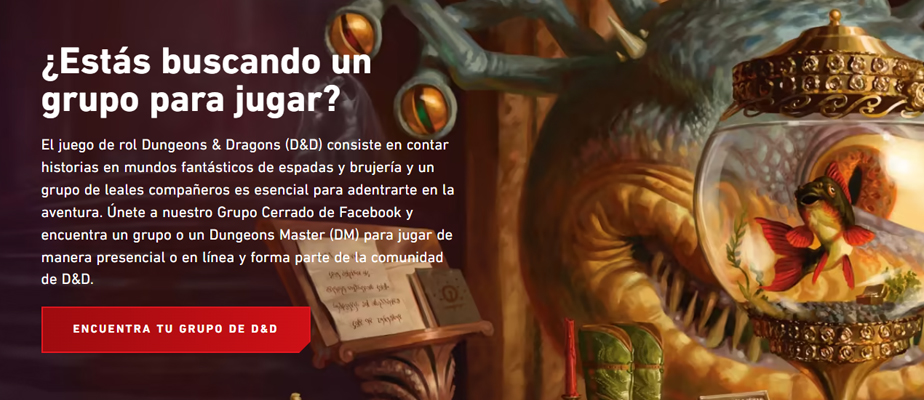 ¿Estás buscando un
grupo para jugar?
El juego de rol Dungeons & Dragons (D&D) consiste en contar
historias en mundos fantásticos de espadas y brujería y un
grupo de leales compañeros es esencial para adentrarte en la
aventura. Únete a nuestro Grupo Cerrado de Facebook y
encuentra un grupo o un Dungeons Master (DM) para jugar de
manera presencial o en línea y forma parte de la comunidad
de D&D.
ENCUENTRA TU GRUPO DE D&D